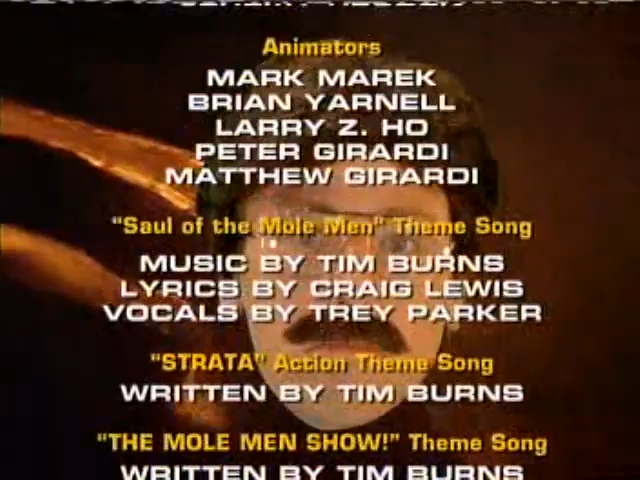 Animators
MARK MAREK
BRIAN YARNELL
LARRY Z. HO
PETER GIRARDI
MATTHEW GIRARDI
"Saul of the Mole Men" Theme Song
MUSIC BY TIM BURNS
LYRICS BY CRAIG LEWIS
VOCALS BY TREY PARKER
"STRATA" Action Theme Song
WRITTEN BY TIM BURNS
"THE MOLE MEN SHOW!" Theme Song
WRITTEN BY TIM BURNS